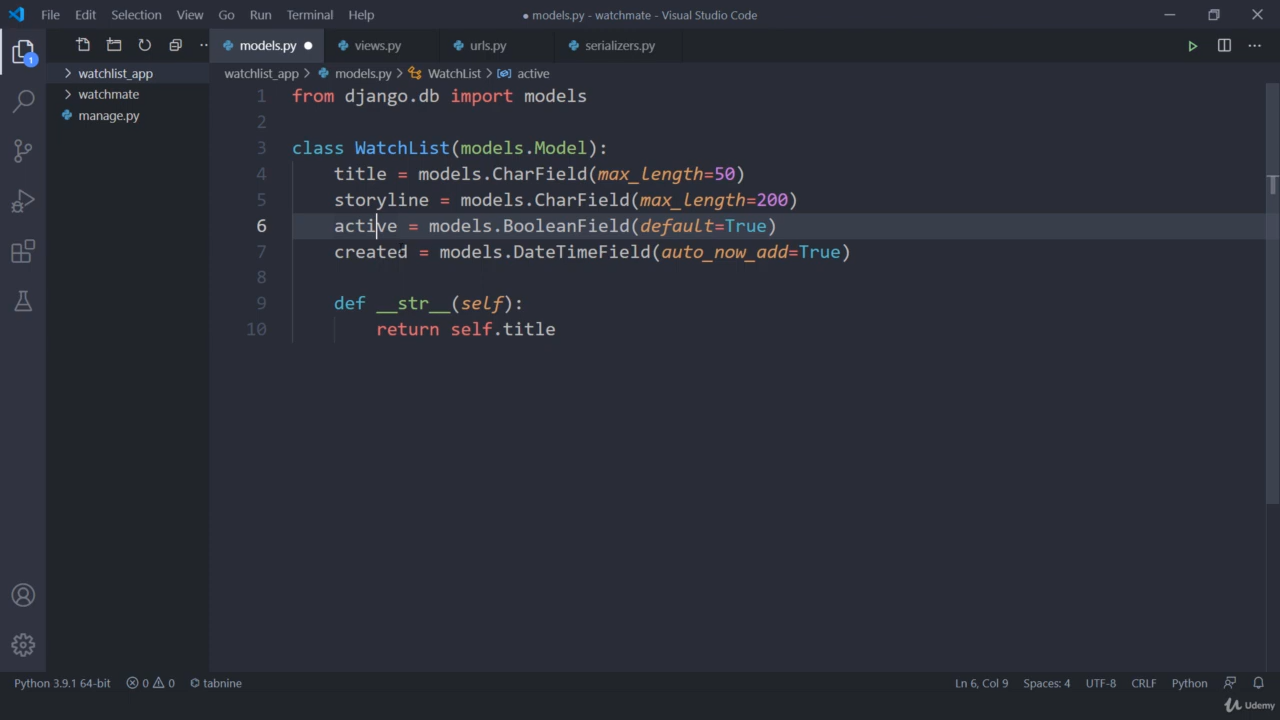 File Edit Selection View Go Run Terminal Help
● models.py - watchmate - Visual Studio Code
1
models.py ● views.py urls.py serializers.py
watchlist_app > models.py > WatchList > active
watchlist_app
watchmate
manage.py
1 from django.db import models
2
3 class WatchList(models.Model):
4 title = models.CharField(max_length=50)
5 storyline = models.CharField(max_length=200)
6 active = models.BooleanField(default=True)
7 created = models.DateTimeField(auto_now_add=True)
8
9 def __str__(self):
10 return self.title
Python 3.9.1 64-bit 0 0 tabnine Ln 6, Col 9 Spaces: 4 UTF-8 CRLF Python
Udemy